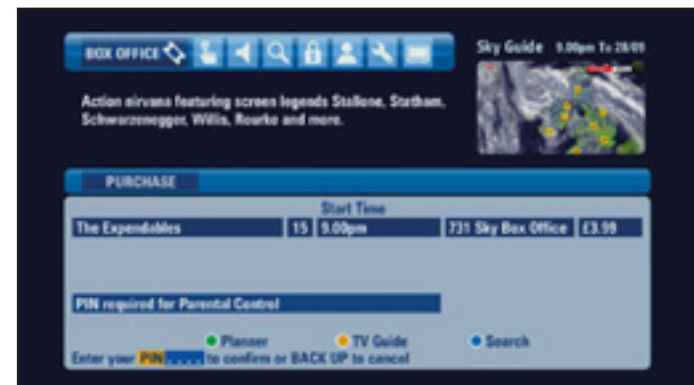 BOX OFFICE
Sky Guide 9.00pm Tu 28/09
Action nirvana featuring screen legends Stallone, Statham,
Schwarzenegger, Willis, Rourke and more.
PURCHASE
Start Time
The Expendables 15 9.00pm 731 Sky Box Office £3.99
PIN required for Parental Control
Planner TV Guide Search
Enter your PIN.... to confirm or BACK UP to cancel